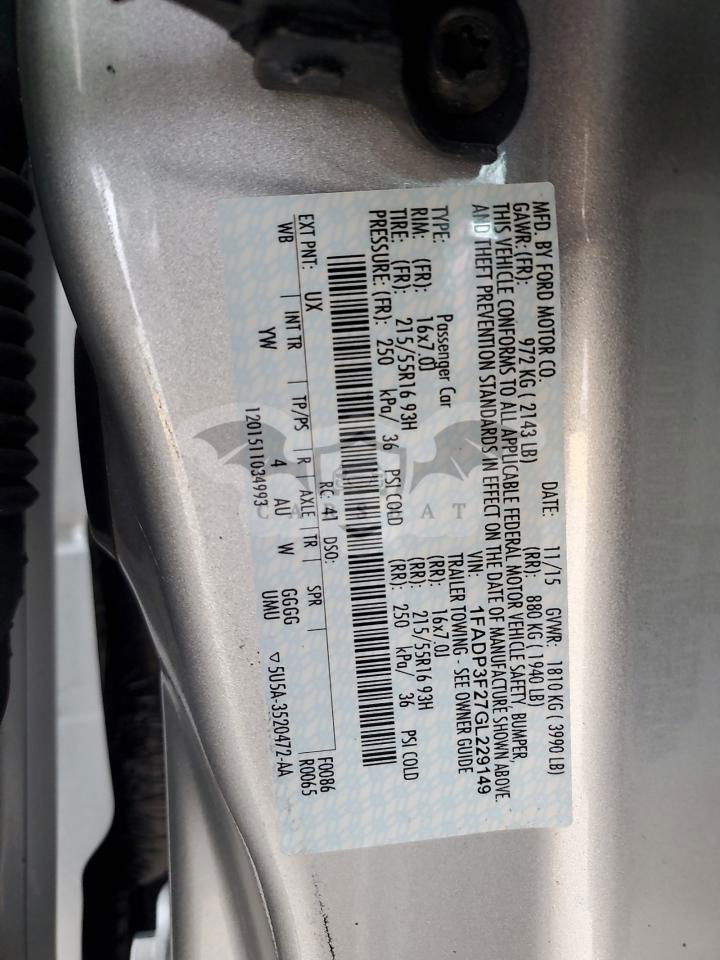 MFD. BY FORD MOTOR CO.
DATE: 11/15 GVWR: 1810 KG ( 3990 LB)
GAWR: (FR): 972 KG ( 2143 LB) (RR): 880 KG ( 1940 LB)
THIS VEHICLE CONFORMS TO ALL APPLICABLE FEDERAL MOTOR VEHICLE SAFETY, BUMPER,
AND THEFT PREVENTION STANDARDS IN EFFECT ON THE DATE OF MANUFACTURE SHOWN ABOVE.
VIN: 1FADP3F27GL229149
TYPE: Passenger Car TRAILER TOWING - SEE OWNER GUIDE
RIM: (FR): 16x7.0J (RR): 16x7.0J
TIRE: (FR): 215/55R16 93H (RR): 215/55R16 93H
PRESSURE: (FR): 250 kPa/ 36 PSI COLD (RR): 250 kPa/ 36 PSI COLD
EXT PNT: UX RC: 41 DSO: F0086
WB INT TR TP/PS R AXLE TR SPR R0065
YW 4 AU W GGGG
UMU
1201511034993 ▽5U5A-3520472-AA